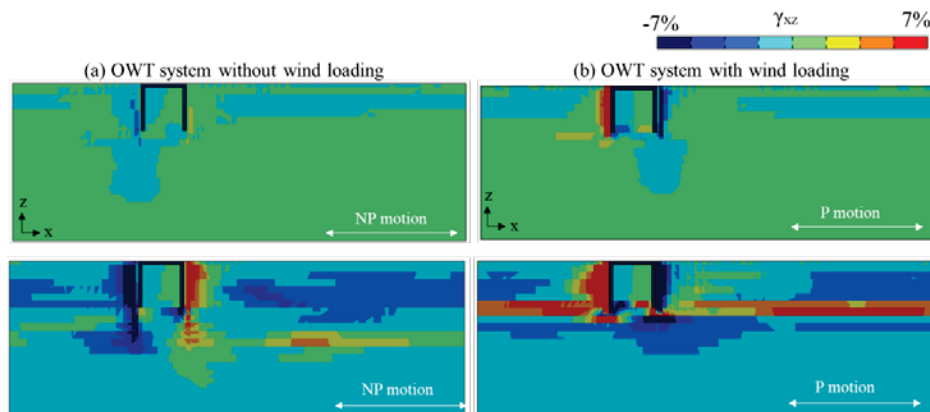 -7% γxz 7%
(a) OWT system without wind loading
(b) OWT system with wind loading
z
x
NP motion
P motion
NP motion
P motion